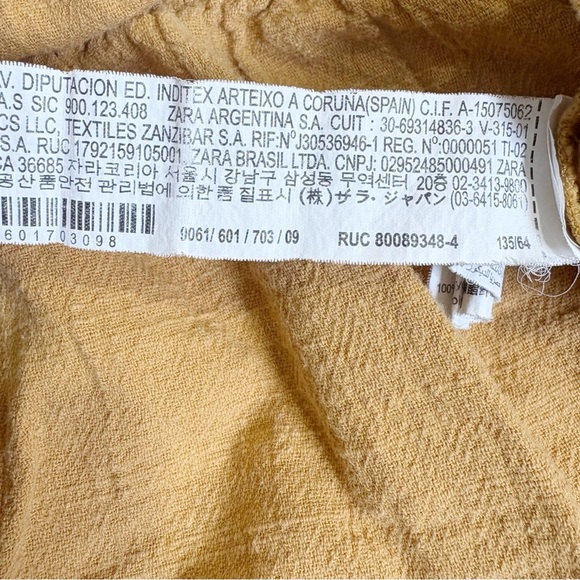 V. DIPUTACION ED. INDITEX ARTEIXO A CORUÑA(SPAIN) C.I.F. A-15075062
A.S SIC 900.123.408 ZARA ARGENTINA S.A. CUIT : 30-69314836-3 V-315-01
CS LLC, TEXTILES ZANZIBAR S.A. RIF:NºJ30536946-1 REG. Nº:0000051 TI-02
S.A. RUC 1792159105001. ZARA BRASIL LTDA. CNPJ: 02952485000491 ZARA
CA 36685 자라코리아 서울시 강남구 삼성동 무역센터 20층 02-3413-9800
공산품안전 관리법에 의한 품질표시 (株) ザラ・ジャパン (03-6415-8061)
601703098 9061/ 601 / 703 / 09 RUC 80089348-4 135/64
100%